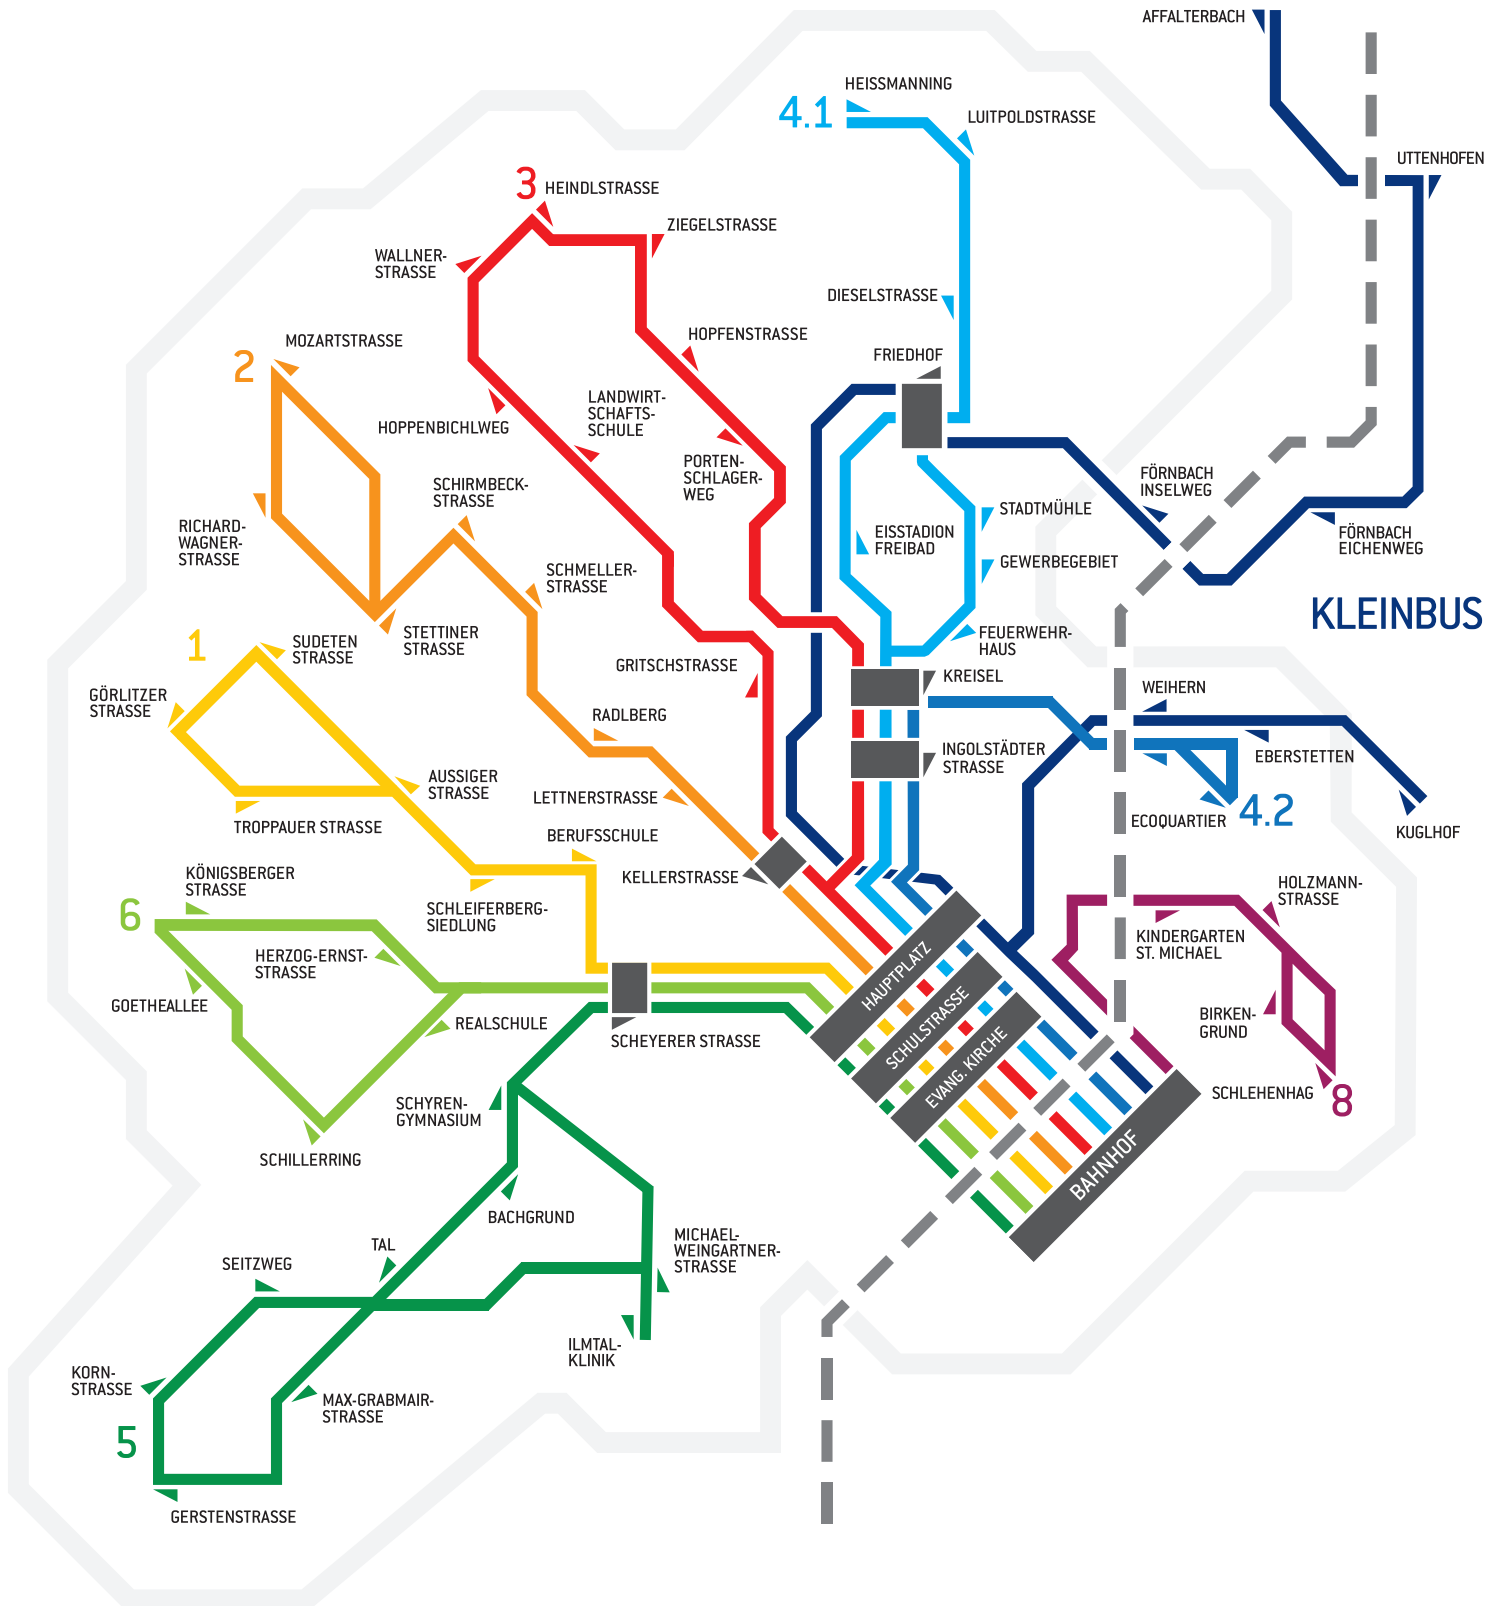 AFFALTERBACH
UTTENHOFEN
HEISSMANNING
4.1
LUITPOLDSTRASSE
3
HEINDLSTRASSE
ZIEGELSTRASSE
WALLNER-
STRASSE
DIESELSTRASSE
HOPFENSTRASSE
MOZARTSTRASSE
2
FRIEDHOF
LANDWIRT-
SCHAFTS-
SCHULE
HOPPENBICHLWEG
PORTEN-
SCHLAGER-
WEG
SCHIRMBECK-
STRASSE
FÖRNBACH
INSELWEG
STADTMÜHLE
RICHARD-
WAGNER-
STRASSE
EISSTADION
FREIBAD
FÖRNBACH
EICHENWEG
GEWERBEGEBIET
SCHMELLER-
STRASSE
KLEINBUS
STETTINER
STRASSE
FEUERWEHR-
HAUS
1
SUDETEN
STRASSE
GRITSCHSTRASSE
KREISEL
GÖRLITZER
STRASSE
WEIHERN
RADLBERG
INGOLSTÄDTER
STRASSE
EBERSTETTEN
AUSSIGER
STRASSE
LETTNERSTRASSE
TROPPAUER STRASSE
BERUFSSCHULE
ECOQUARTIER
4.2
KUGLHOF
KELLERSTRASSE
KÖNIGSBERGER
STRASSE
HOLZMANN-
STRASSE
6
SCHLEIFERBERG-
SIEDLUNG
KINDERGARTEN
ST. MICHAEL
HERZOG-ERNST-
STRASSE
HAUPTPLATZ
GOETHEALLEE
SCHULSTRASSE
REALSCHULE
BIRKEN-
GRUND
SCHEYERER STRASSE
EVANG. KIRCHE
SCHLEHENHAG
8
SCHYREN-
GYMNASIUM
SCHILLERRING
BAHNHOF
BACHGRUND
TAL
MICHAEL-
WEINGARTNER-
STRASSE
SEITZWEG
ILMTAL-
KLINIK
KORN-
STRASSE
MAX-GRABMAIR-
STRASSE
5
GERSTENSTRASSE